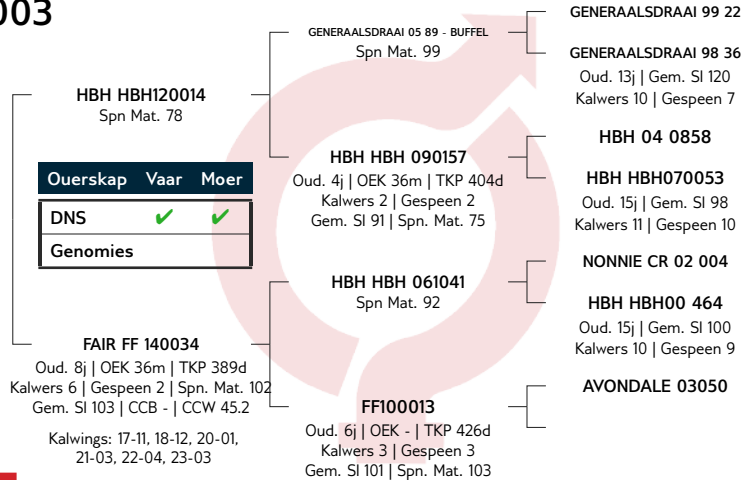 003
HBH HBH120014
Spn Mat. 78
Ouerskap Vaar Moer
DNS ✔ ✔
Genomies
FAIR FF 140034
Oud. 8j | OEK 36m | TKP 389d
Kalwers 6 | Gespeen 2 | Spn. Mat. 102
Gem. SI 103 | CCB - | CCW 45.2
Kalwings: 17-11, 18-12, 20-01,
21-03, 22-04, 23-03
GENERAALSDRAAI 05 89 - BUFFEL
Spn Mat. 99
HBH HBH 090157
Oud. 4j | OEK 36m | TKP 404d
Kalwers 2 | Gespeen 2
Gem. SI 91 | Spn. Mat. 75
HBH HBH 061041
Spn Mat. 92
FF100013
Oud. 6j | OEK - | TKP 426d
Kalwers 3 | Gespeen 3
Gem. SI 101 | Spn. Mat. 103
GENERAALSDRAAI 99 22
GENERAALSDRAAI 98 36
Oud. 13j | Gem. SI 120
Kalwers 10 | Gespeen 7
HBH 04 0858
HBH HBH070053
Oud. 15j | Gem. SI 98
Kalwers 11 | Gespeen 10
NONNIE CR 02 004
HBH HBH00 464
Oud. 15j | Gem. SI 100
Kalwers 10 | Gespeen 9
AVONDALE 03050